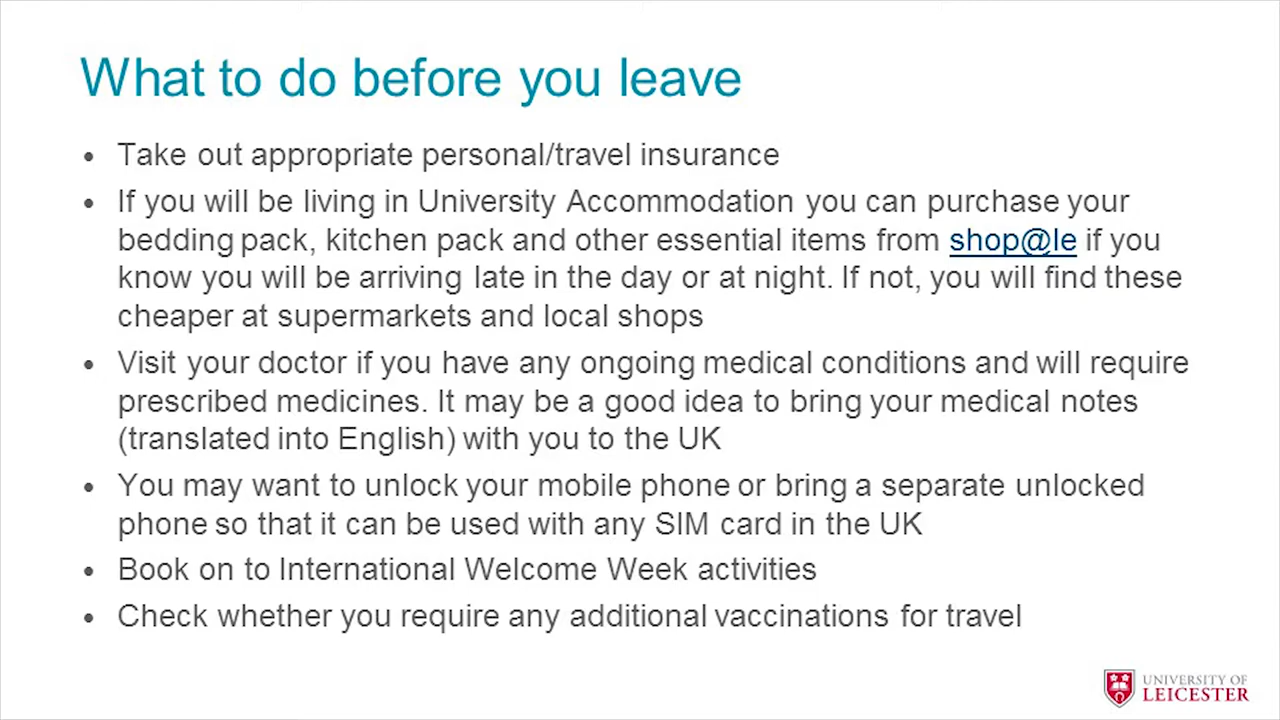 What to do before you leave
• Take out appropriate personal/travel insurance
• If you will be living in University Accommodation you can purchase your
bedding pack, kitchen pack and other essential items from shop@le if you
know you will be arriving late in the day or at night. If not, you will find these
cheaper at supermarkets and local shops
• Visit your doctor if you have any ongoing medical conditions and will require
prescribed medicines. It may be a good idea to bring your medical notes
(translated into English) with you to the UK
• You may want to unlock your mobile phone or bring a separate unlocked
phone so that it can be used with any SIM card in the UK
• Book on to International Welcome Week activities
• Check whether you require any additional vaccinations for travel
UNIVERSITY OF
LEICESTER